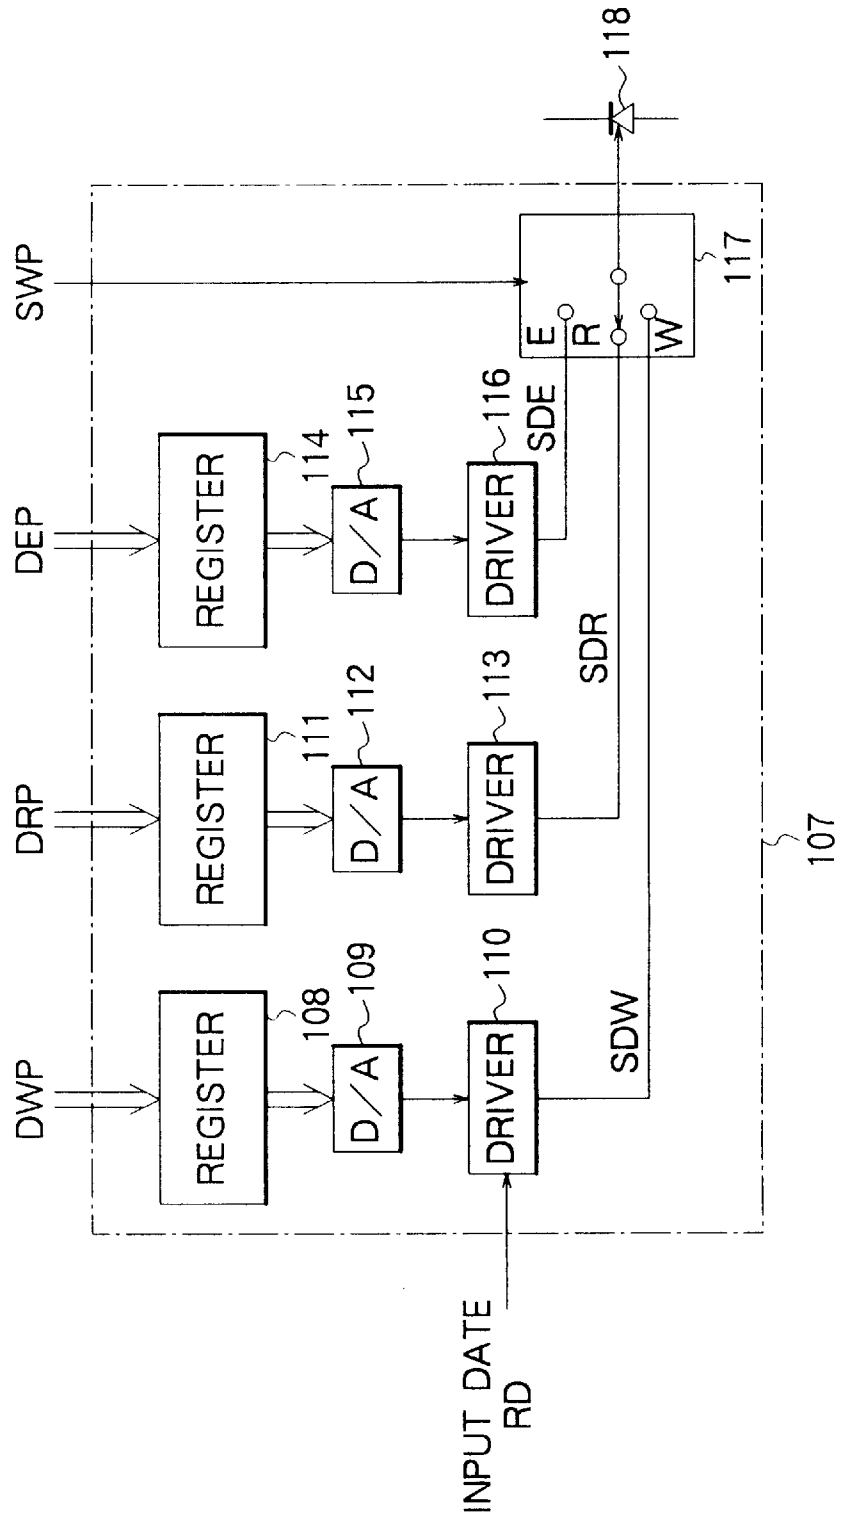 DWP
DRP
DEP
SWP
REGISTER
108
REGISTER
111
REGISTER
114
D/A
109
D/A
112
D/A
115
DRIVER
110
DRIVER
113
DRIVER
116
INPUT DATE
RD
SDE
SDR
SDW
E
R
W
117
118
107